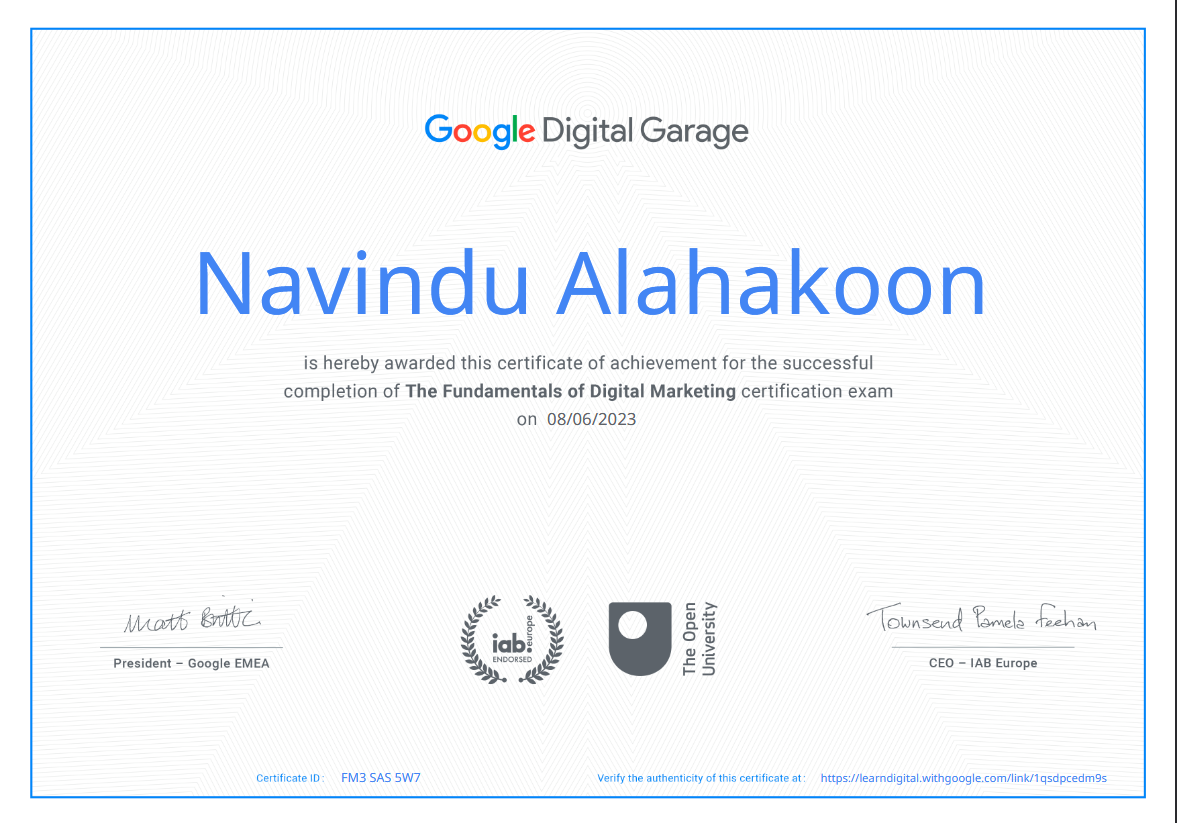 Google Digital Garage
Navindu Alahakoon
is hereby awarded this certificate of achievement for the successful
completion of The Fundamentals of Digital Marketing certification exam
on 08/06/2023
Matt Brittin
President – Google EMEA
iab europe
ENDORSED
The Open
University
Townsend Pamela Feehan
CEO – IAB Europe
Certificate ID: FM3 SAS 5W7
Verify the authenticity of this certificate at: https://learndigital.withgoogle.com/link/1qsdpcedm9s